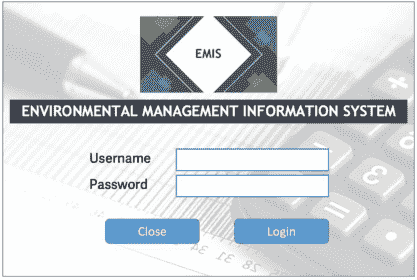 EMIS
ENVIRONMENTAL MANAGEMENT INFORMATION SYSTEM
Username
Password
Close
Login